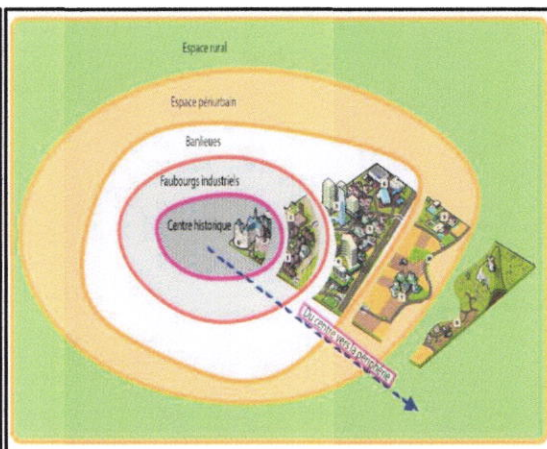 Espace rural
Espace périurbain
Banlieues
Faubourgs industriels
Centre historique
Du centre vers la périphérie